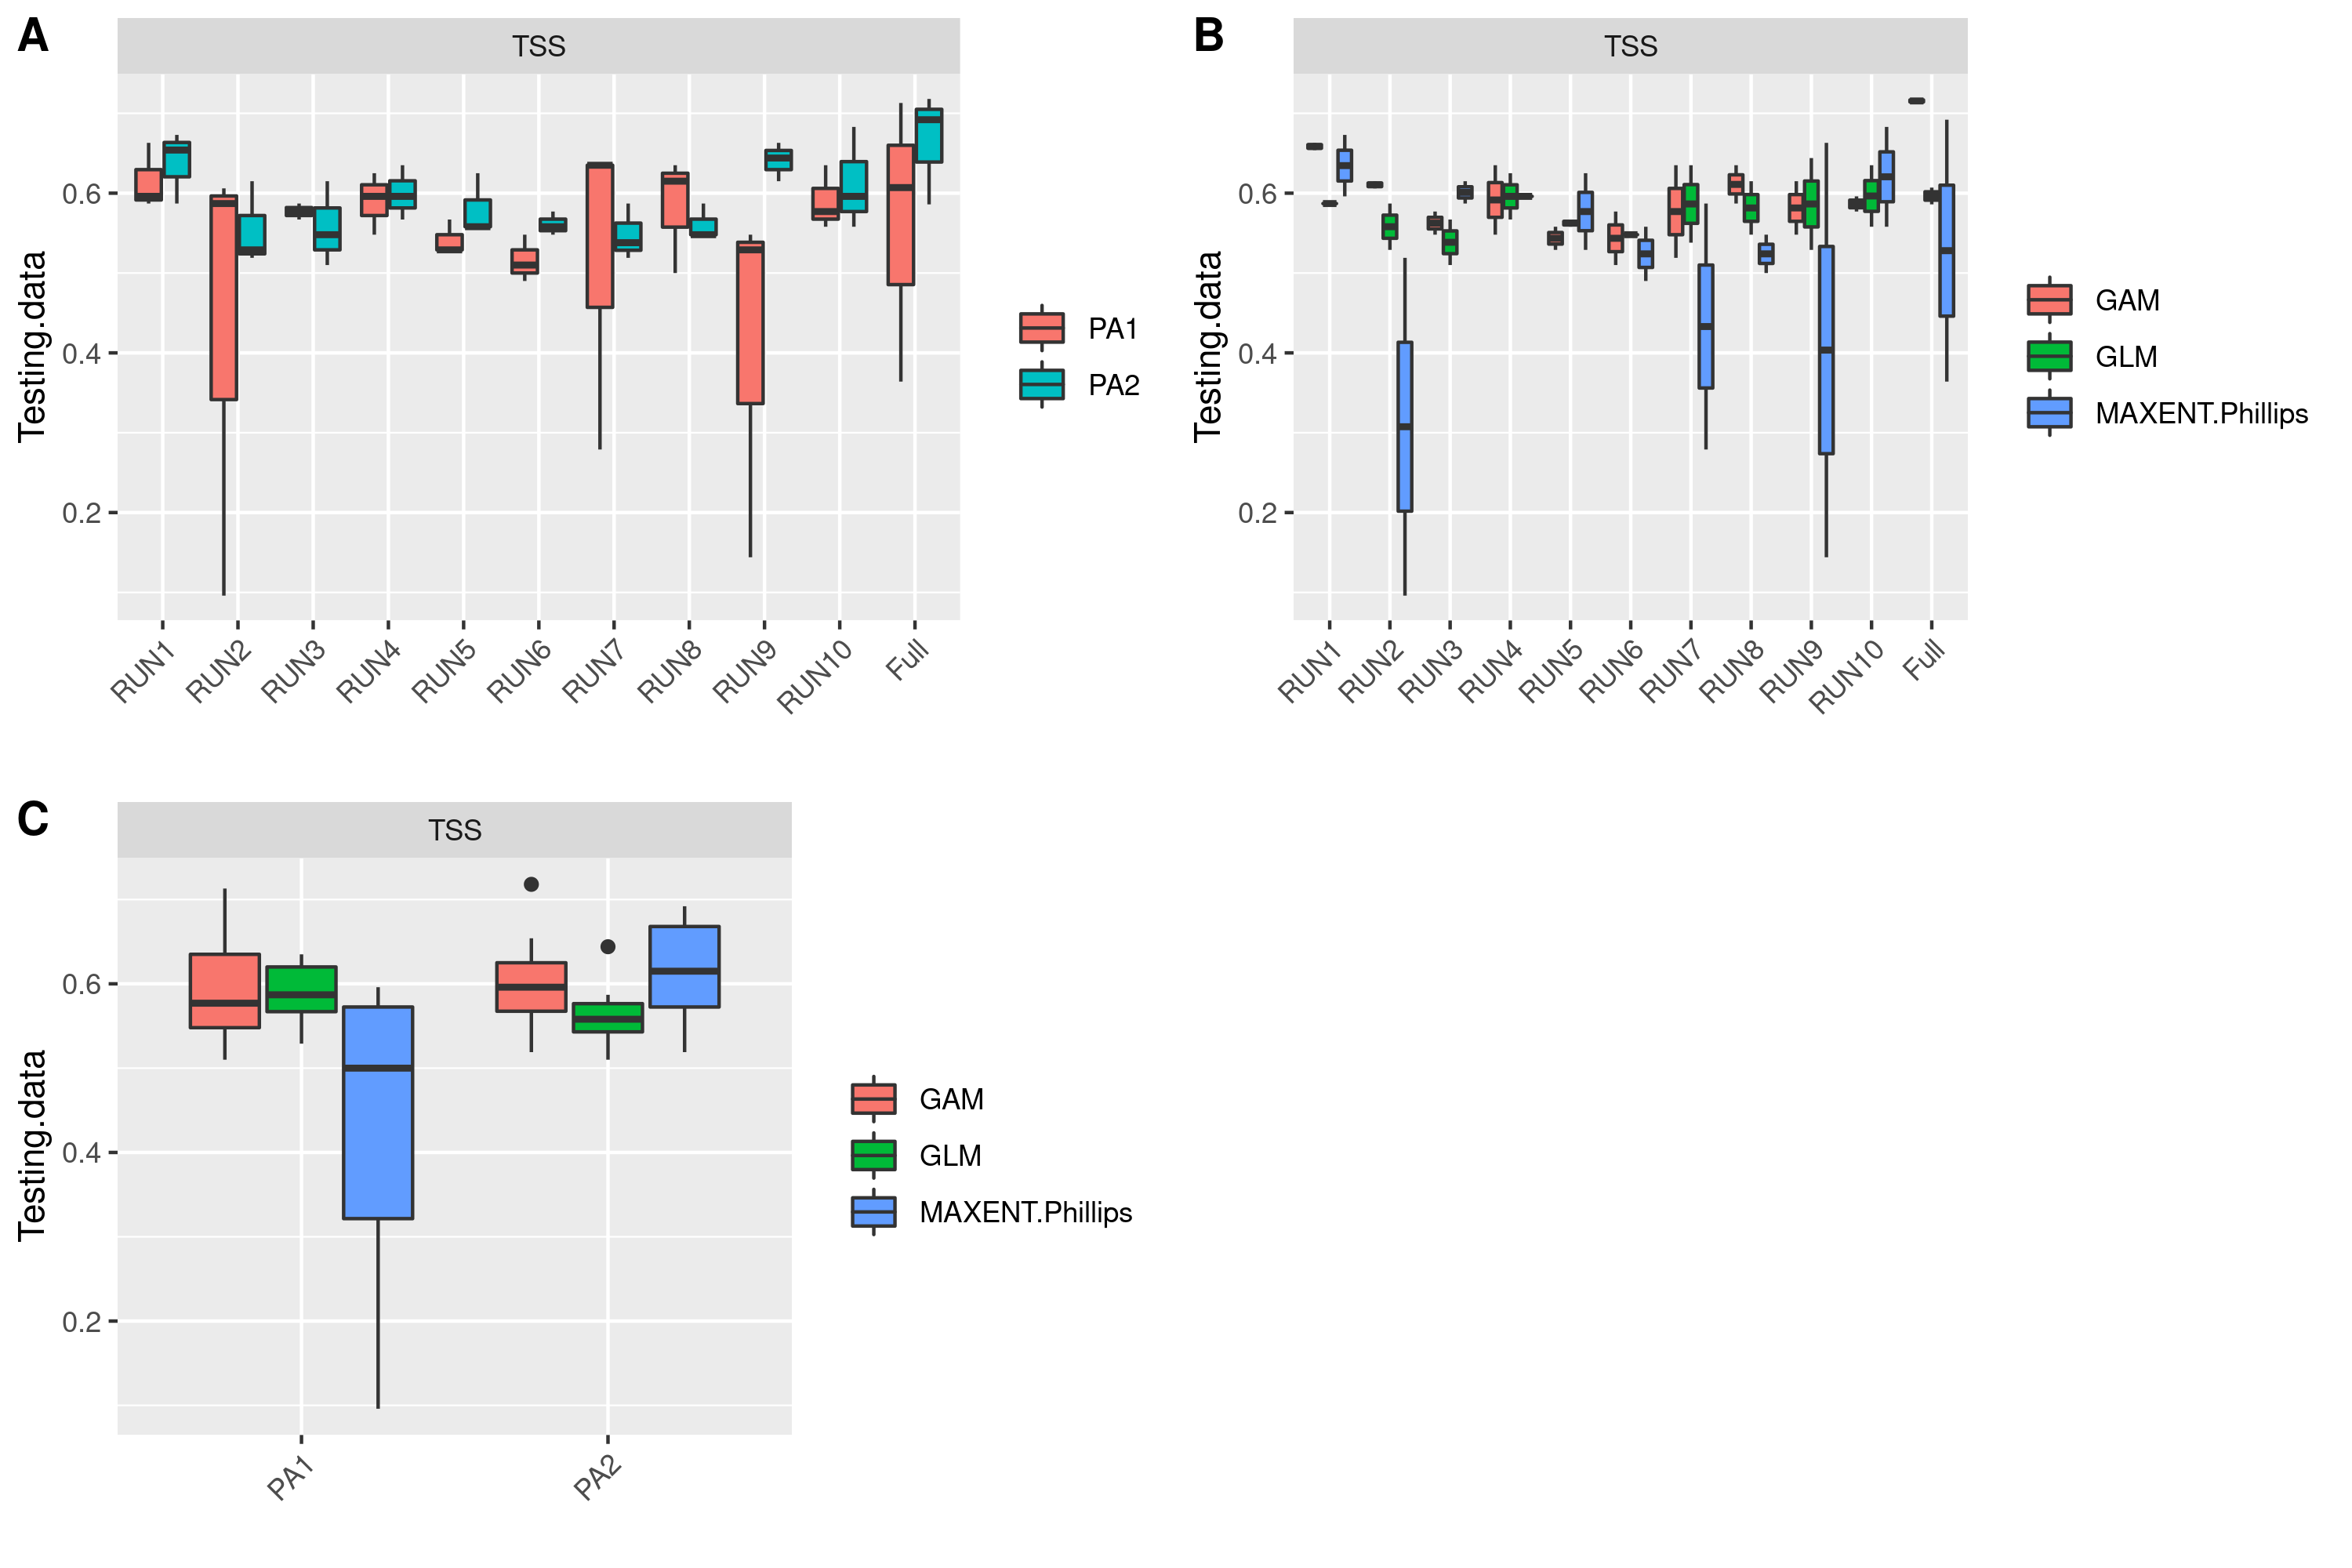 A
TSS
Testing.data
0.6
0.4
0.2
RUN1
RUN2
RUN3
RUN4
RUN5
RUN6
RUN7
RUN8
RUN9
RUN10
Full
PA1
PA2
B
TSS
Testing.data
0.6
0.4
0.2
RUN1
RUN2
RUN3
RUN4
RUN5
RUN6
RUN7
RUN8
RUN9
RUN10
Full
GAM
GLM
MAXENT.Phillips
C
TSS
Testing.data
0.6
0.4
0.2
PA1
PA2
GAM
GLM
MAXENT.Phillips